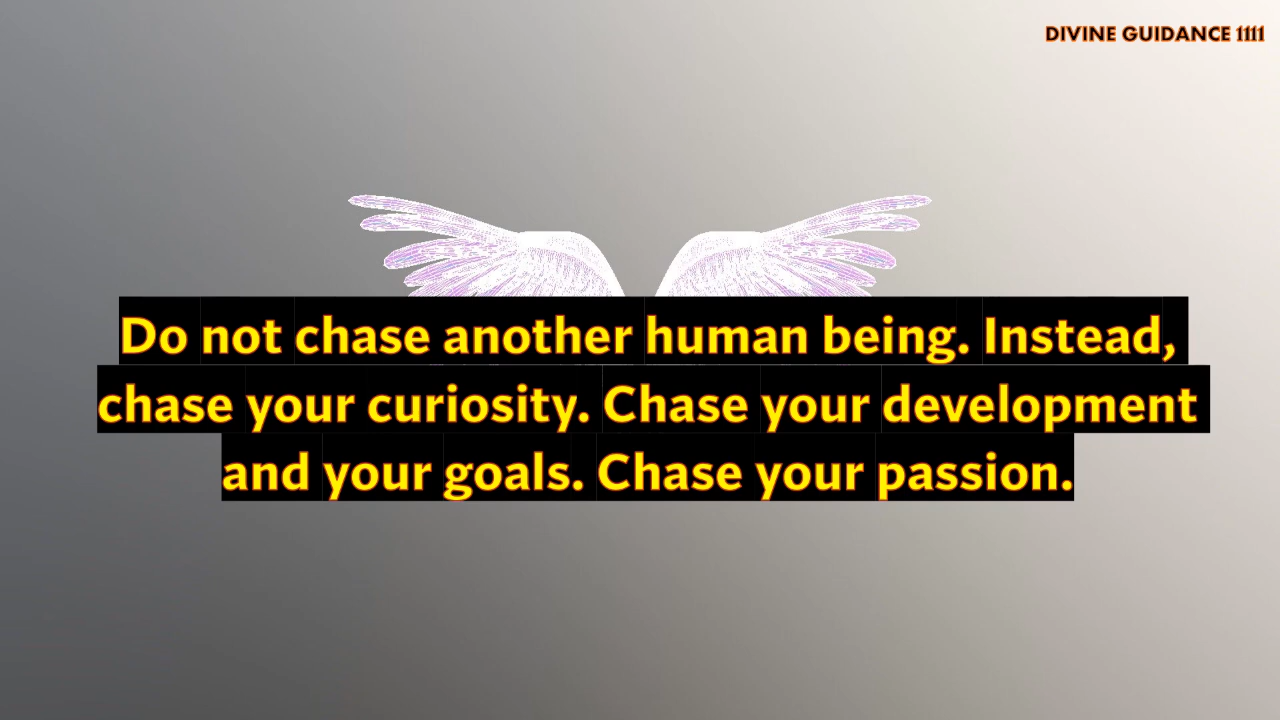 DIVINE GUIDANCE 1111
Do not chase another human being. Instead,
chase your curiosity. Chase your development
and your goals. Chase your passion.